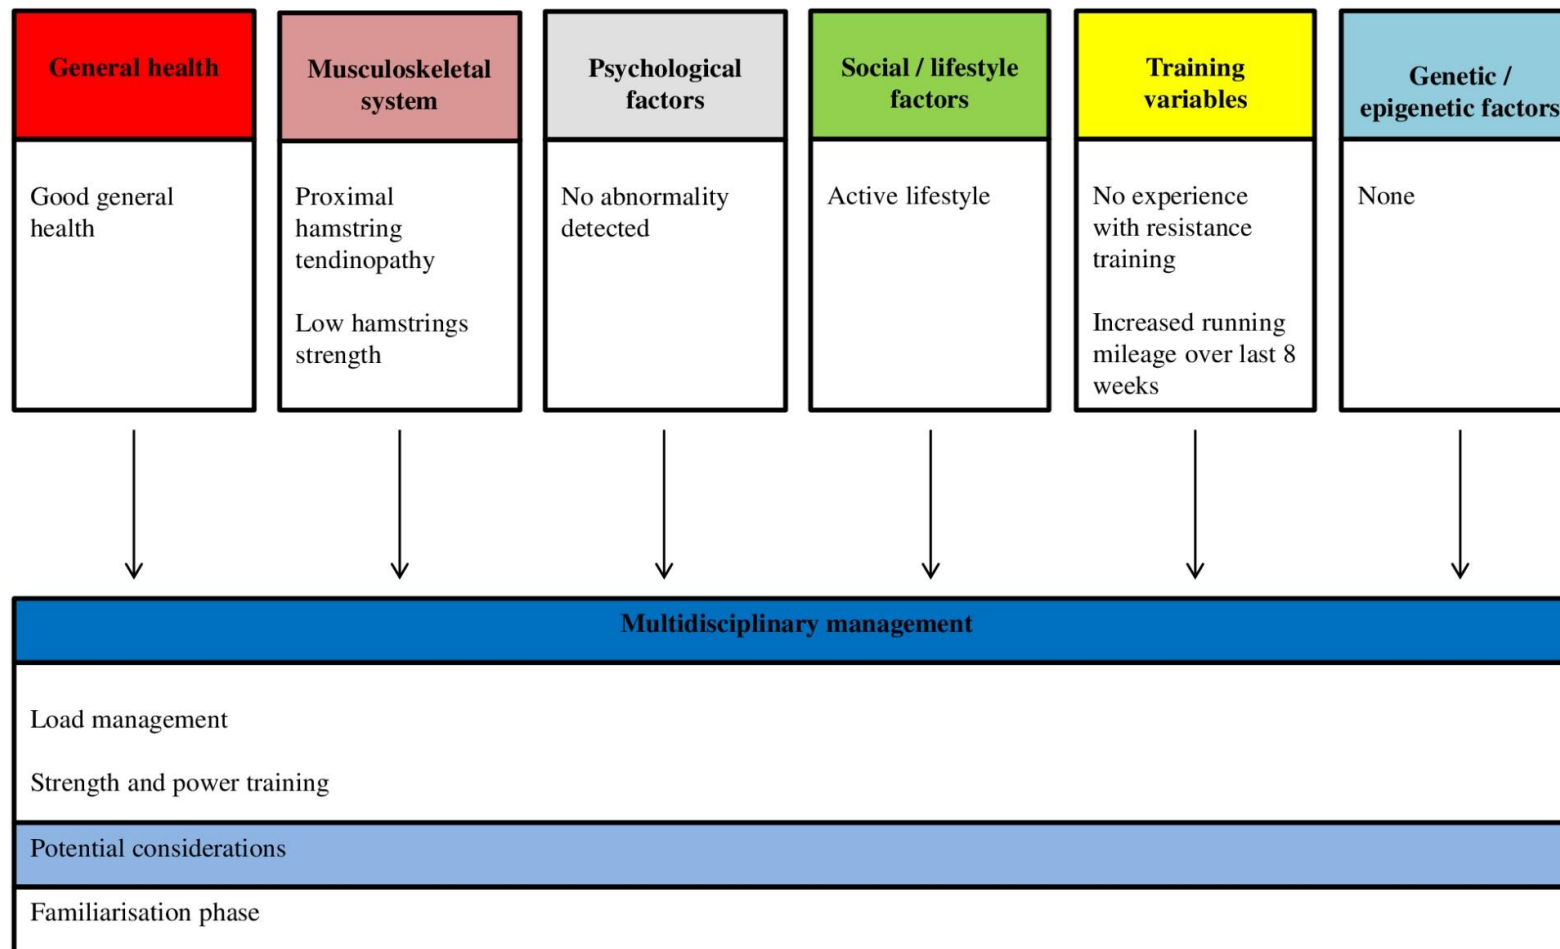 General health
Good general
health
Musculoskeletal
system
Proximal
hamstring
tendinopathy
Low hamstrings
strength
Psychological
factors
No abnormality
detected
Social / lifestyle
factors
Active lifestyle
Training
variables
No experience
with resistance
training
Increased running
mileage over last 8
weeks
Genetic /
epigenetic factors
None
Multidisciplinary management
Load management
Strength and power training
Potential considerations
Familiarisation phase